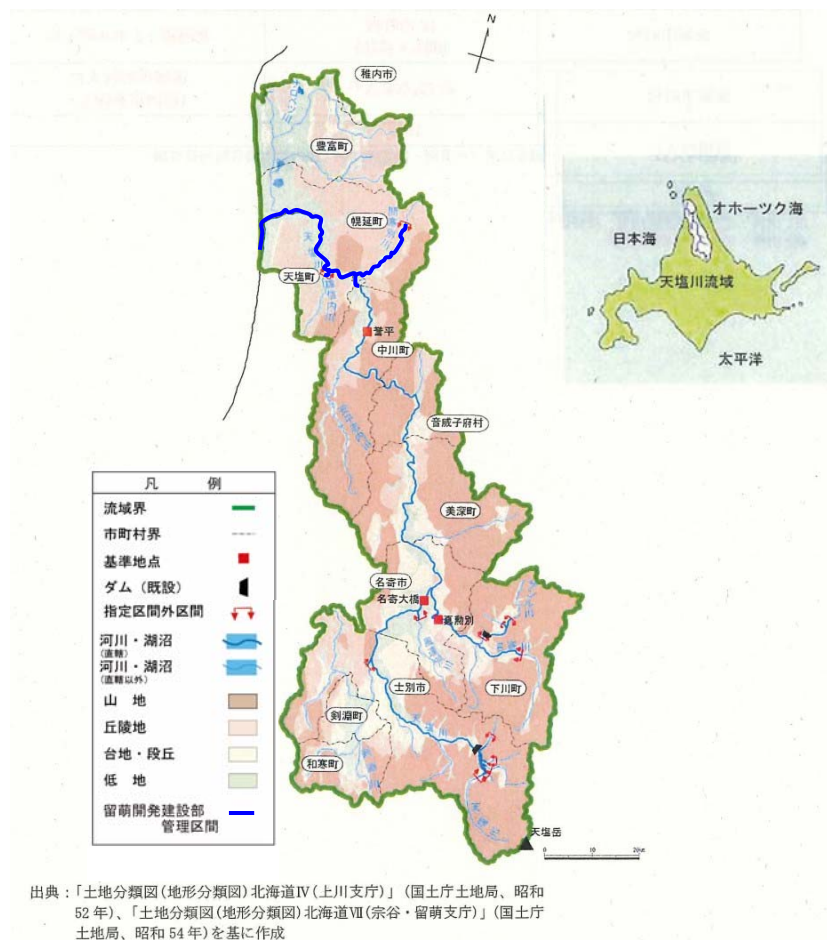 N
稚内市
豊富町
幌延町
天塩町
誉平
中川町
音威子府村
美深町
名寄市
名寄大橋
真勲別
士別市
下川町
剣淵町
和寒町
天塩岳
天塩川
名寄川
0 10 20km
オホーツク海
日本海
天塩川流域
太平洋
凡 例
流域界
市町村界
基準地点
ダム（既設）
指定区間外区間
河川・湖沼
（直轄）
河川・湖沼
（直轄以外）
山 地
丘陵地
台地・段丘
低 地
留萌開発建設部
管理区間
出典：「土地分類図(地形分類図)北海道Ⅳ(上川支庁)」（国土庁土地局、昭和
52年）、「土地分類図(地形分類図)北海道Ⅶ(宗谷・留萌支庁)」（国土庁
土地局、昭和54年）を基に作成